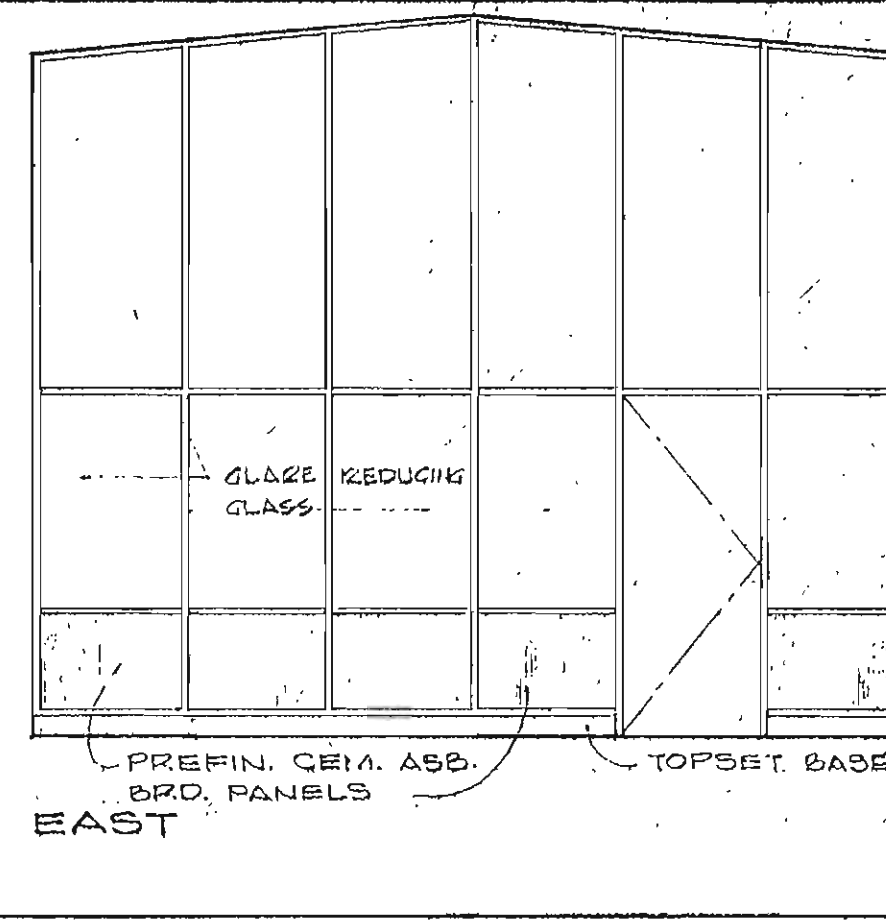 GLARE REDUCING
GLASS
PREFIN. CEM. ASB.
BRD. PANELS
TOPSET BASE
EAST